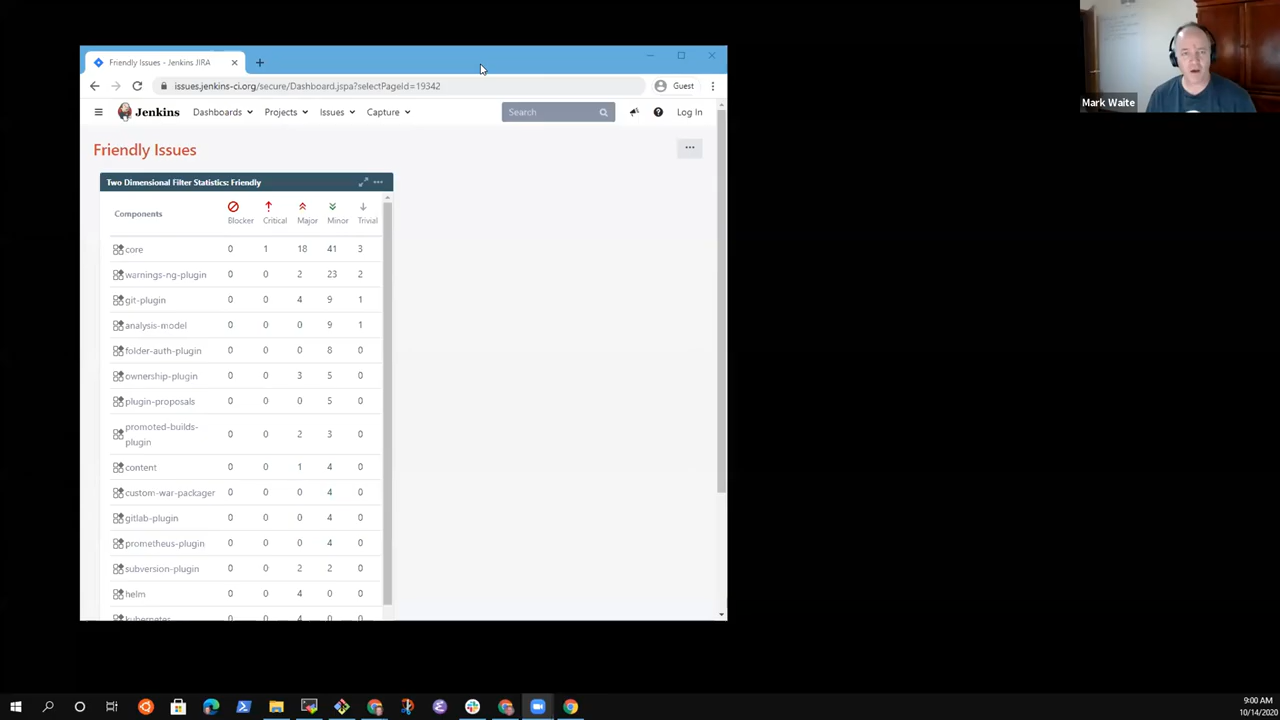 Friendly Issues - Jenkins JIRA
issues.jenkins-ci.org/secure/Dashboard.jspa?selectPageId=19342
Guest
Jenkins
Dashboards
Projects
Issues
Capture
Search
Log In
Friendly Issues
Two Dimensional Filter Statistics: Friendly
Components Blocker Critical Major Minor Trivial
core 0 1 18 41 3
warnings-ng-plugin 0 0 2 23 2
git-plugin 0 0 4 9 1
analysis-model 0 0 0 9 1
folder-auth-plugin 0 0 0 8 0
ownership-plugin 0 0 3 5 0
plugin-proposals 0 0 0 5 0
promoted-builds-
plugin 0 0 2 3 0
content 0 0 1 4 0
custom-war-packager 0 0 0 4 0
gitlab-plugin 0 0 0 4 0
prometheus-plugin 0 0 0 4 0
subversion-plugin 0 0 2 2 0
helm 0 0 4 0 0
kubernetes 0 0 4 0 0
Mark Waite
9:00 AM
10/14/2020